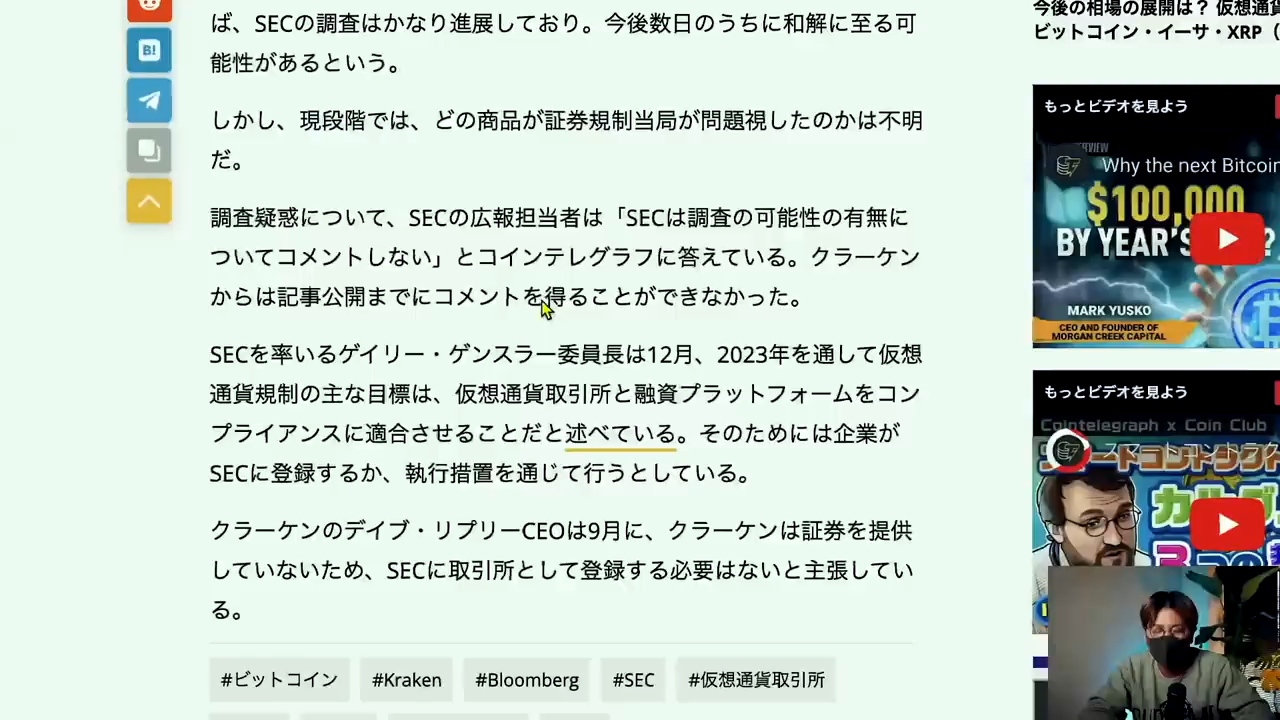 ば、SECの調査はかなり進展しており。今後数日のうちに和解に至る可
能性があるという。
しかし、現段階では、どの商品が証券規制当局が問題視したのかは不明
だ。
調査疑惑について、SECの広報担当者は「SECは調査の可能性の有無に
ついてコメントしない」とコインテレグラフに答えている。クラーケン
からは記事公開までにコメントを得ることができなかった。
SECを率いるゲイリー・ゲンスラー委員長は12月、2023年を通して仮想
通貨規制の主な目標は、仮想通貨取引所と融資プラットフォームをコン
プライアンスに適合させることだと述べている。そのためには企業が
SECに登録するか、執行措置を通じて行うとしている。
クラーケンのデイブ・リプリーCEOは9月に、クラーケンは証券を提供
していないため、SECに取引所として登録する必要はないと主張してい
る。
#ビットコイン #Kraken #Bloomberg #SEC #仮想通貨取引所
B!
今後の相場の展開は？ 仮想通貨
ビットコイン・イーサ・XRP（
もっとビデオを見よう
Why the next Bitcoin
$100,000
BY YEAR'S
MARK YUSKO
CEO AND FOUNDER OF
MORGAN CREEK CAPITAL
もっとビデオを見よう
Cointelegraph x Coin Club
スマートコントラク
カルダ
3つの